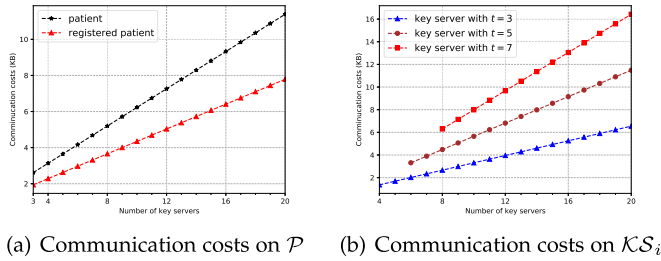 patient
registered patient
Comminucation costs (KB)
10
8
6
4
2
3 4 8 12 16 20
Number of key servers
(a) Communication costs on 𝒫
key server with t = 3
key server with t = 5
key server with t = 7
Comminucation costs (KB)
16
14
12
10
8
6
4
2
4 8 12 16 20
Number of key servers
(b) Communication costs on 𝒦𝒮i